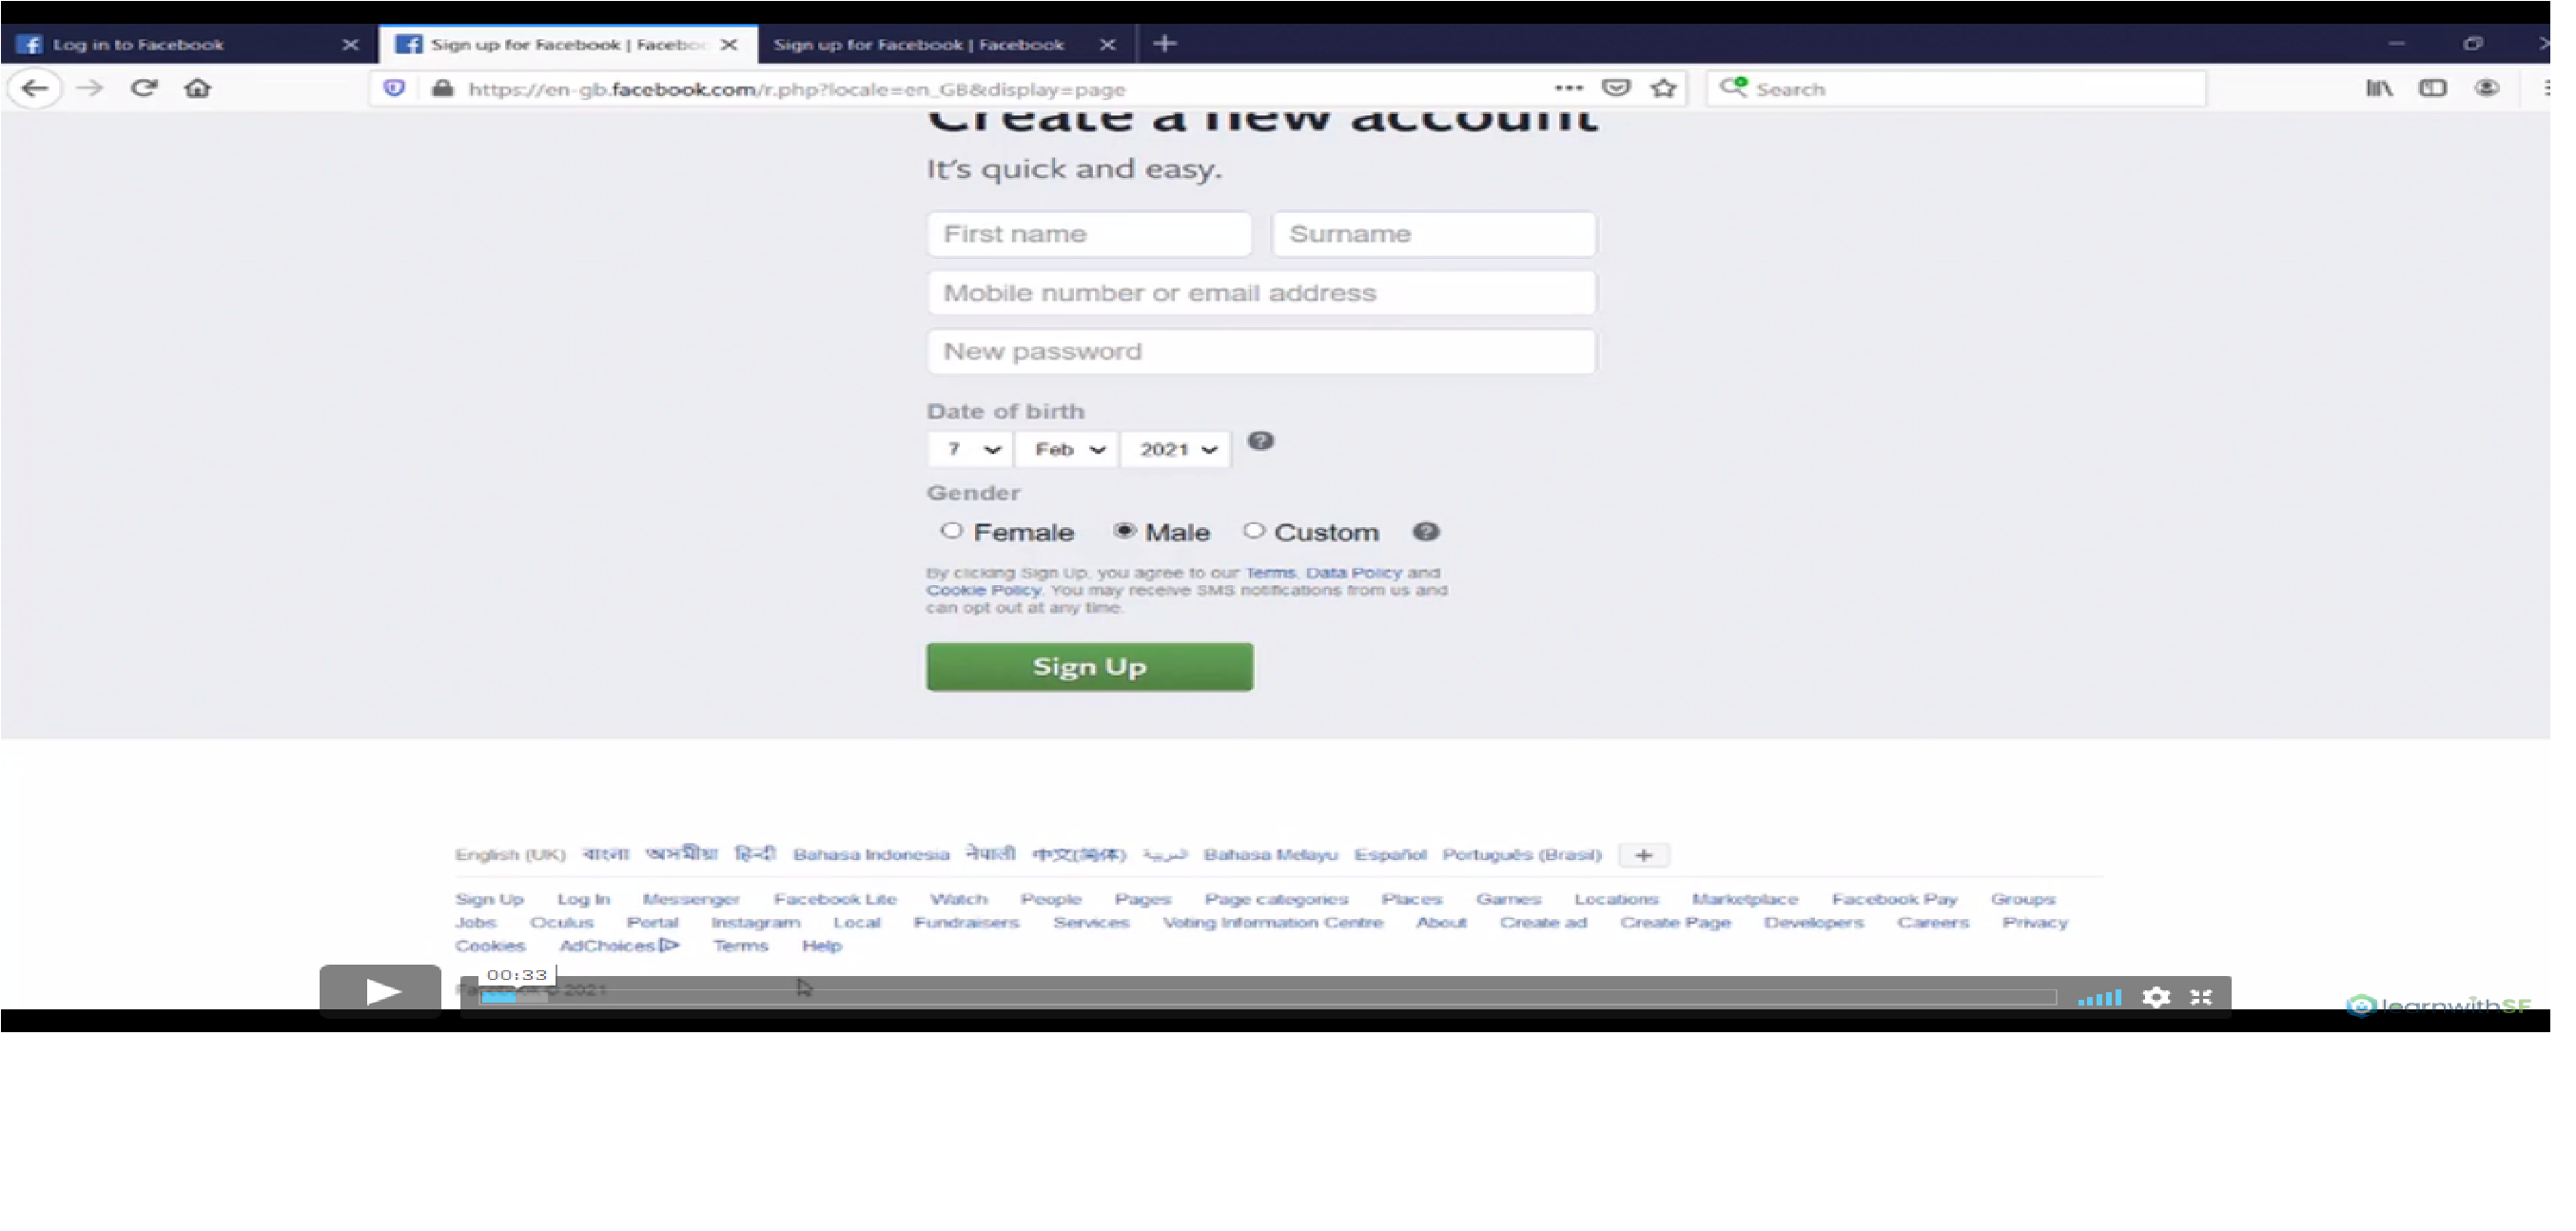 Log in to Facebook
Sign up for Facebook | Facebo
Sign up for Facebook | Facebook
https://en-gb.facebook.com/r.php?locale=en_GB&display=page
Search
Create a new account
It's quick and easy.
First name
Surname
Mobile number or email address
New password
Date of birth
7 Feb 2021
Gender
Female Male Custom
By clicking Sign Up, you agree to our Terms, Data Policy and
Cookie Policy. You may receive SMS notifications from us and
can opt out at any time.
Sign Up
English (UK) বাংলা অসমীয়া हिन्दी Bahasa Indonesia नेपाली 中文(简体) العربية Bahasa Melayu Español Português (Brasil) +
Sign Up Log In Messenger Facebook Lite Watch People Pages Page categories Places Games Locations Marketplace Facebook Pay Groups
Jobs Oculus Portal Instagram Local Fundraisers Services Voting Information Centre About Create ad Create Page Developers Careers Privacy
Cookies AdChoices Terms Help
00:33
Facebook © 2021
learnwithSF